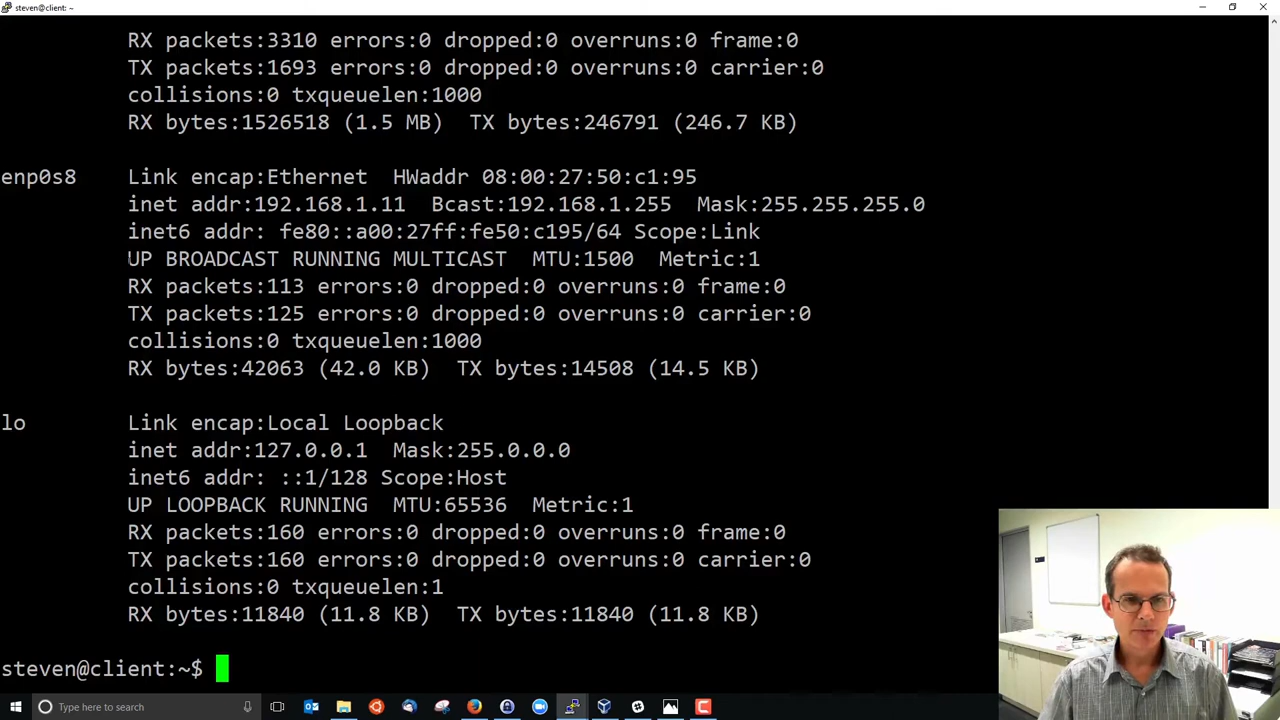 steven@client: ~
RX packets:3310 errors:0 dropped:0 overruns:0 frame:0
TX packets:1693 errors:0 dropped:0 overruns:0 carrier:0
collisions:0 txqueuelen:1000
RX bytes:1526518 (1.5 MB)  TX bytes:246791 (246.7 KB)
enp0s8    Link encap:Ethernet  HWaddr 08:00:27:50:c1:95
inet addr:192.168.1.11  Bcast:192.168.1.255  Mask:255.255.255.0
inet6 addr: fe80::a00:27ff:fe50:c195/64 Scope:Link
UP BROADCAST RUNNING MULTICAST  MTU:1500  Metric:1
RX packets:113 errors:0 dropped:0 overruns:0 frame:0
TX packets:125 errors:0 dropped:0 overruns:0 carrier:0
collisions:0 txqueuelen:1000
RX bytes:42063 (42.0 KB)  TX bytes:14508 (14.5 KB)
lo        Link encap:Local Loopback
inet addr:127.0.0.1  Mask:255.0.0.0
inet6 addr: ::1/128 Scope:Host
UP LOOPBACK RUNNING  MTU:65536  Metric:1
RX packets:160 errors:0 dropped:0 overruns:0 frame:0
TX packets:160 errors:0 dropped:0 overruns:0 carrier:0
collisions:0 txqueuelen:1
RX bytes:11840 (11.8 KB)  TX bytes:11840 (11.8 KB)
steven@client:~$
Type here to search